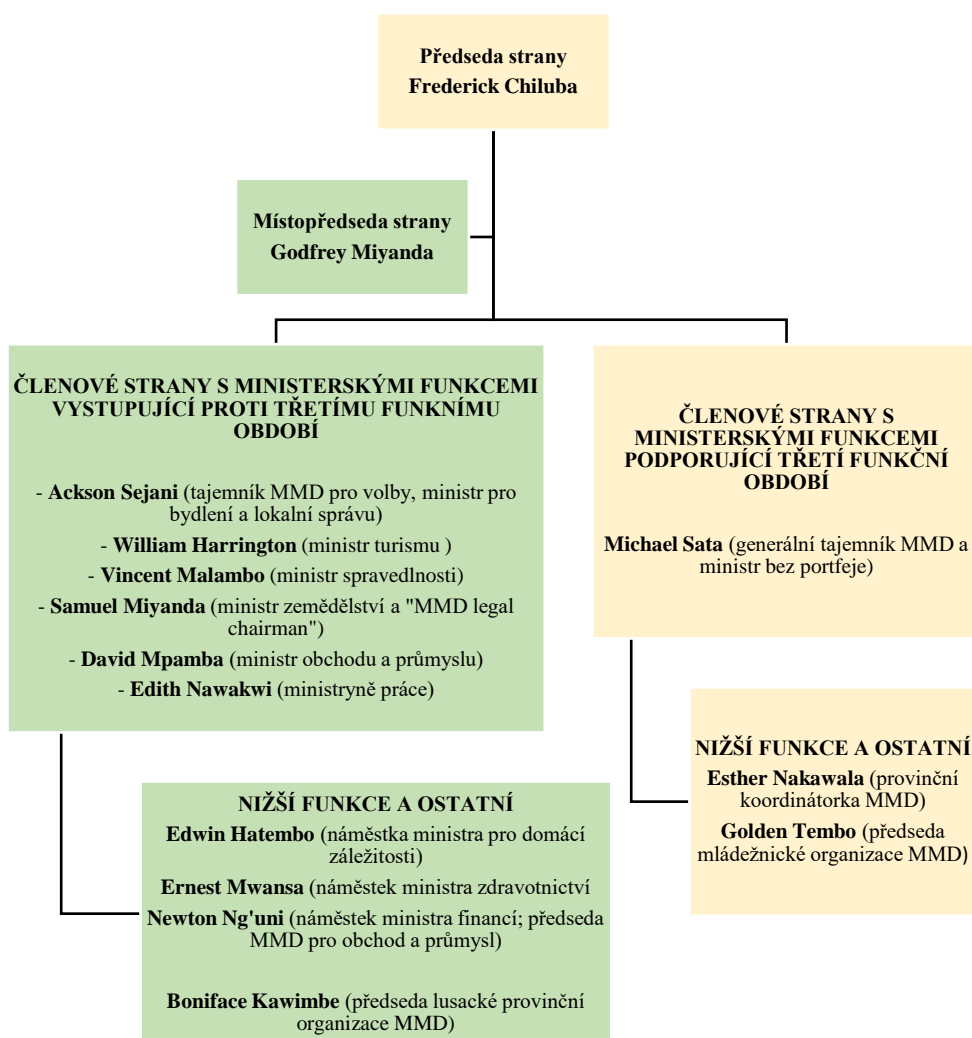 Předseda strany
Frederick Chiluba
Místopředseda strany
Godfrey Miyanda
ČLENOVÉ STRANY S MINISTERSKÝMI FUNKCEMI
VYSTUPUJÍCÍ PROTI TŘETÍMU FUNKNÍMU
OBDOBÍ
- Ackson Sejani (tajemník MMD pro volby, ministr pro
bydlení a lokální správu)
- William Harrington (ministr turismu )
- Vincent Malambo (ministr spravedlnosti)
- Samuel Miyanda (ministr zemědělství a "MMD legal
chairman")
- David Mpamba (ministr obchodu a průmyslu)
- Edith Nawakwi (ministryně práce)
NIŽŠÍ FUNKCE A OSTATNÍ
Edwin Hatembo (náměstka ministra pro domácí
záležitosti)
Ernest Mwansa (náměstek ministra zdravotnictví
Newton Ng'uni (náměstek ministra financí; předseda
MMD pro obchod a průmysl)
Boniface Kawimbe (předseda lusacké provinční
organizace MMD)
ČLENOVÉ STRANY S
MINISTERSKÝMI FUNKCEMI
PODPORUJÍCÍ TŘETÍ FUNKČNÍ
OBDOBÍ
Michael Sata (generální tajemník MMD a
ministr bez portfeje)
NIŽŠÍ FUNKCE A OSTATNÍ
Esther Nakawala (provinční
koordinátorka MMD)
Golden Tembo (předseda
mládežnické organizace MMD)